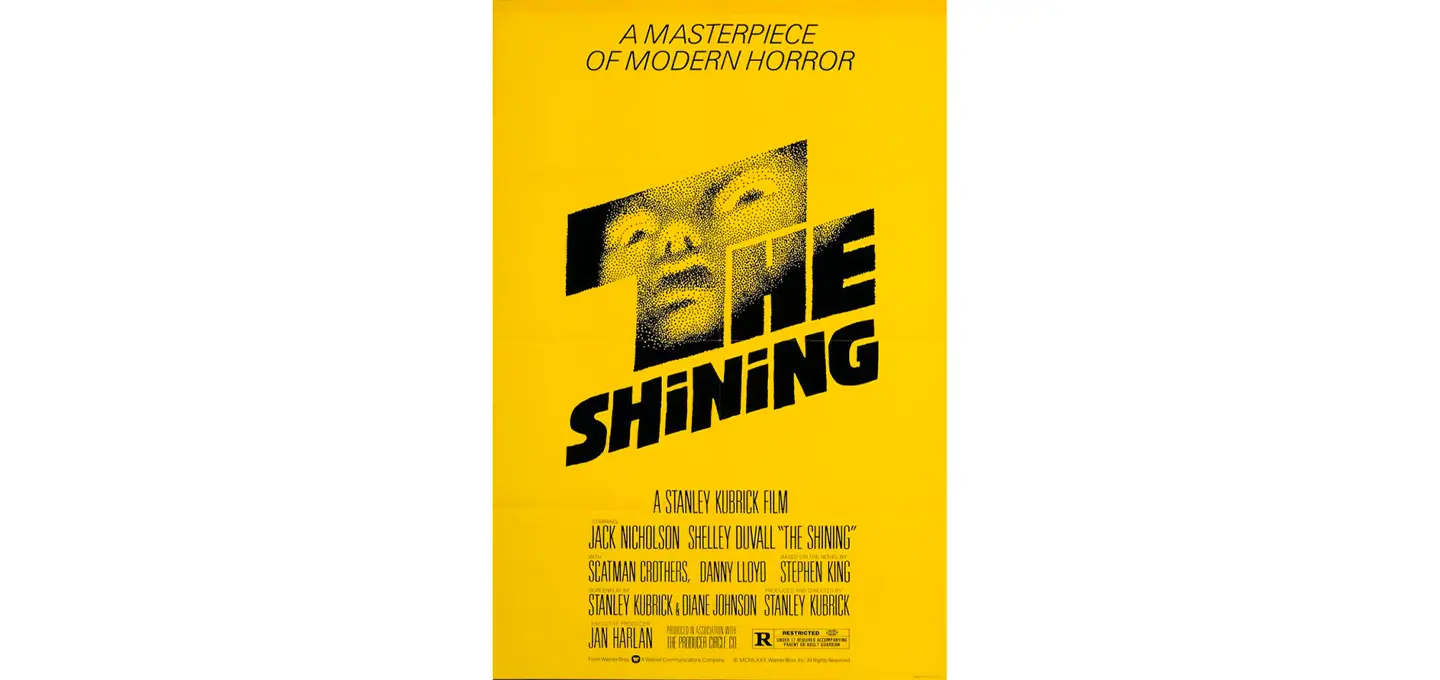 A MASTERPIECE
OF MODERN HORROR
THE
SHiNiNG
A STANLEY KUBRICK FILM
STARRING
JACK NICHOLSON SHELLEY DUVALL "THE SHINING"
WITH BASED ON THE NOVEL BY
SCATMAN CROTHERS, DANNY LLOYD STEPHEN KING
SCREENPLAY BY PRODUCED AND DIRECTED BY
STANLEY KUBRICK & DIANE JOHNSON STANLEY KUBRICK
EXECUTIVE PRODUCER
JAN HARLAN
PRODUCED IN ASSOCIATION WITH
THE PRODUCER CIRCLE CO.
R RESTRICTED
UNDER 17 REQUIRES ACCOMPANYING
PARENT OR ADULT GUARDIAN
From Warner Bros. A Warner Communications Company © MCMLXXX Warner Bros. Inc. All Rights Reserved